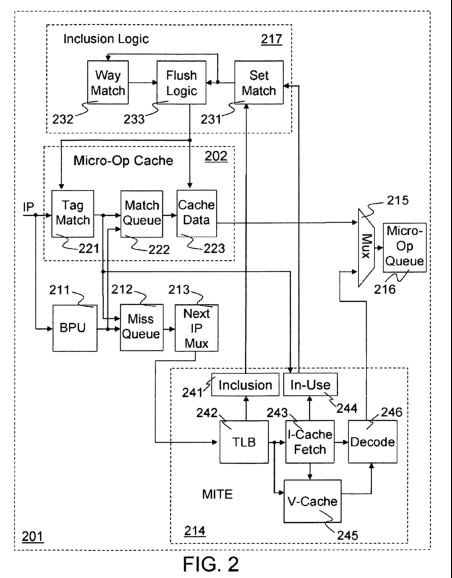 Inclusion Logic
217
Way
Match
Flush
Logic
Set
Match
232
233
231
Micro-Op Cache
202
IP
Tag
Match
Match
Queue
Cache
Data
221
222
223
215
Mux
Micro-
Op
Queue
216
211
212
213
BPU
Miss
Queue
Next
IP
Mux
241
Inclusion
In-Use
244
242
243
246
TLB
I-Cache
Fetch
Decode
MITE
V-Cache
245
214
201
FIG. 2